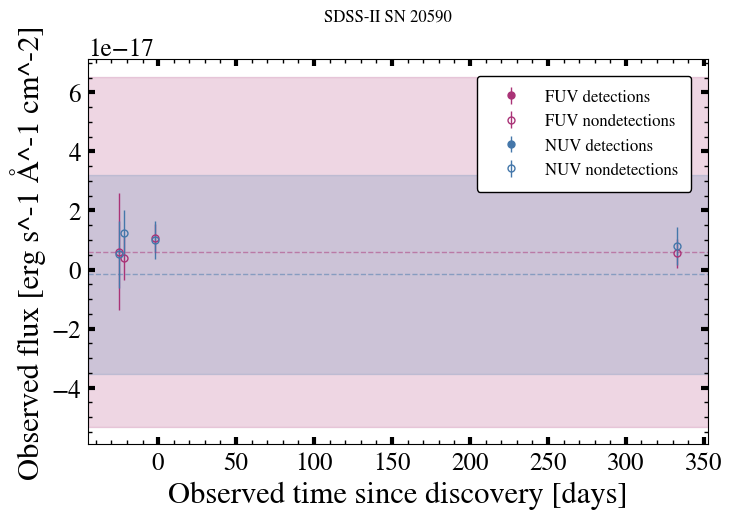 SDSS-II SN 20590
1e−17
Observed flux [erg s^-1 Å^-1 cm^-2]
6
4
2
0
−2
−4
FUV detections
FUV nondetections
NUV detections
NUV nondetections
0 50 100 150 200 250 300 350
Observed time since discovery [days]